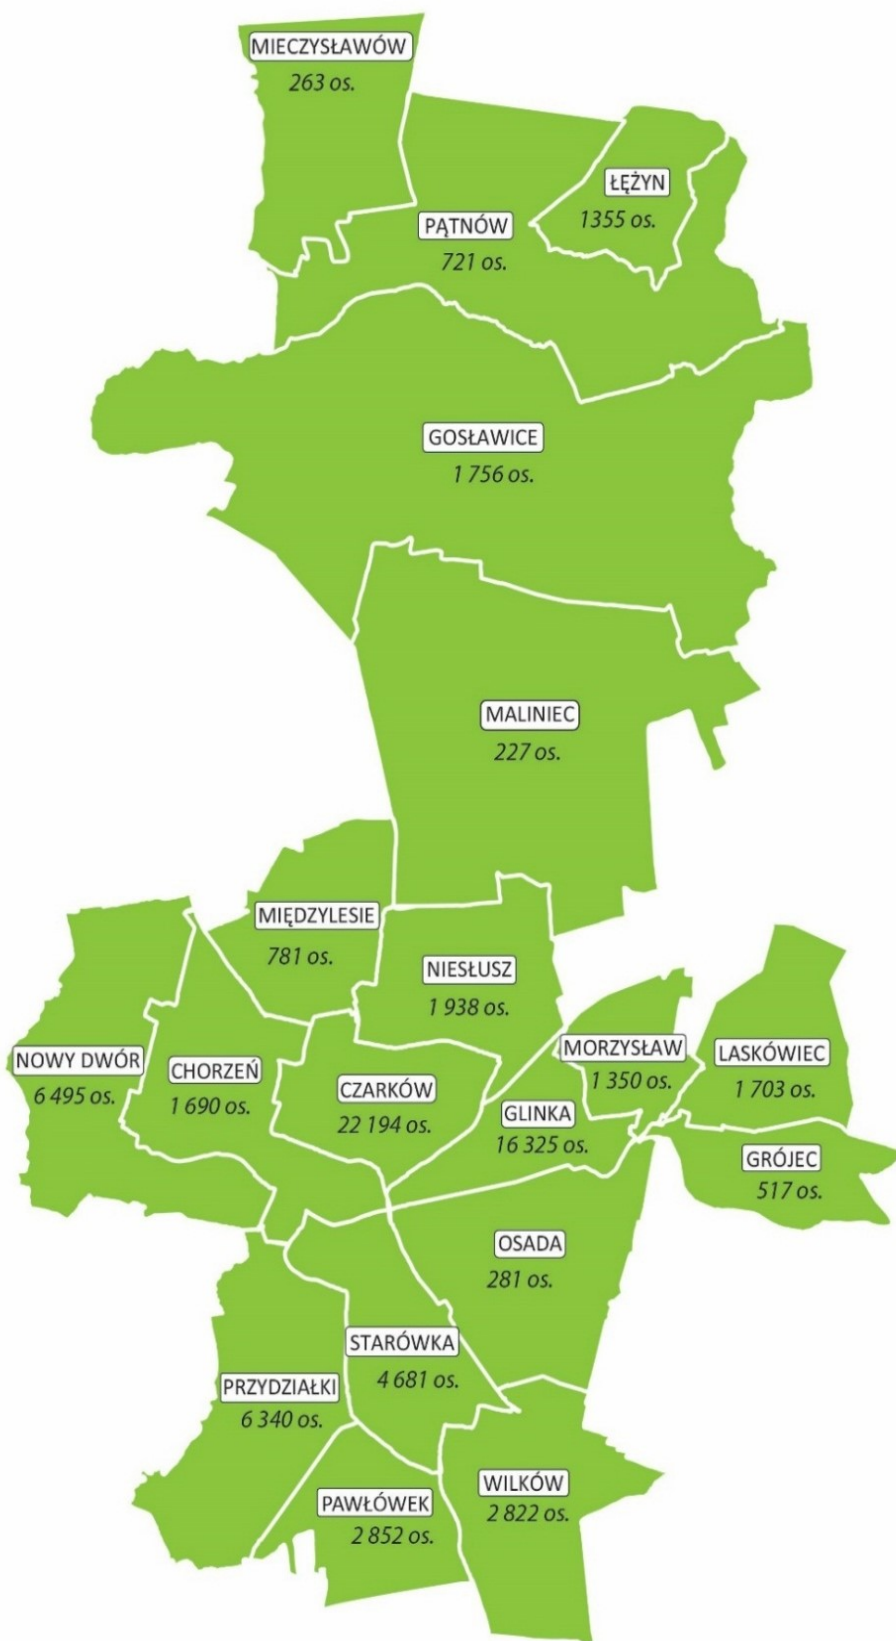 MIECZYSŁAWÓW
263 os.
ŁĘŻYN
1355 os.
PĄTNÓW
721 os.
GOSŁAWICE
1 756 os.
MALINIEC
227 os.
MIĘDZYLESIE
781 os.
NIESŁUSZ
1 938 os.
NOWY DWÓR
6 495 os.
CHORZEŃ
1 690 os.
CZARKÓW
22 194 os.
MORZYSŁAW
1 350 os.
LASKÓWIEC
1 703 os.
GLINKA
16 325 os.
GRÓJEC
517 os.
OSADA
281 os.
STARÓWKA
4 681 os.
PRZYDZIAŁKI
6 340 os.
PAWŁÓWEK
2 852 os.
WILKÓW
2 822 os.